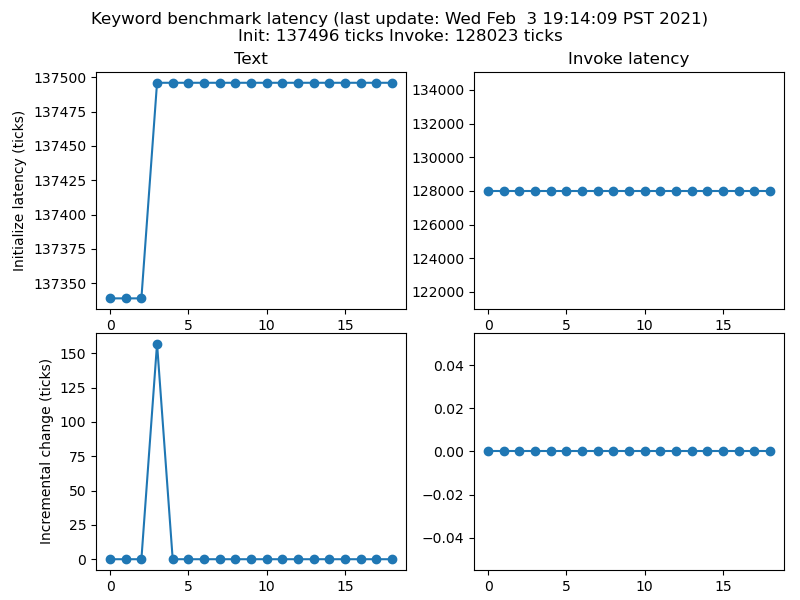 Keyword benchmark latency (last update: Wed Feb  3 19:14:09 PST 2021)
Init: 137496 ticks Invoke: 128023 ticks
Text
Initialize latency (ticks)
137500
137475
137450
137425
137400
137375
137350
0 5 10 15
Invoke latency
134000
132000
130000
128000
126000
124000
122000
0 5 10 15
Incremental change (ticks)
150
125
100
75
50
25
0
0 5 10 15
0.04
0.02
0.00
−0.02
−0.04
0 5 10 15